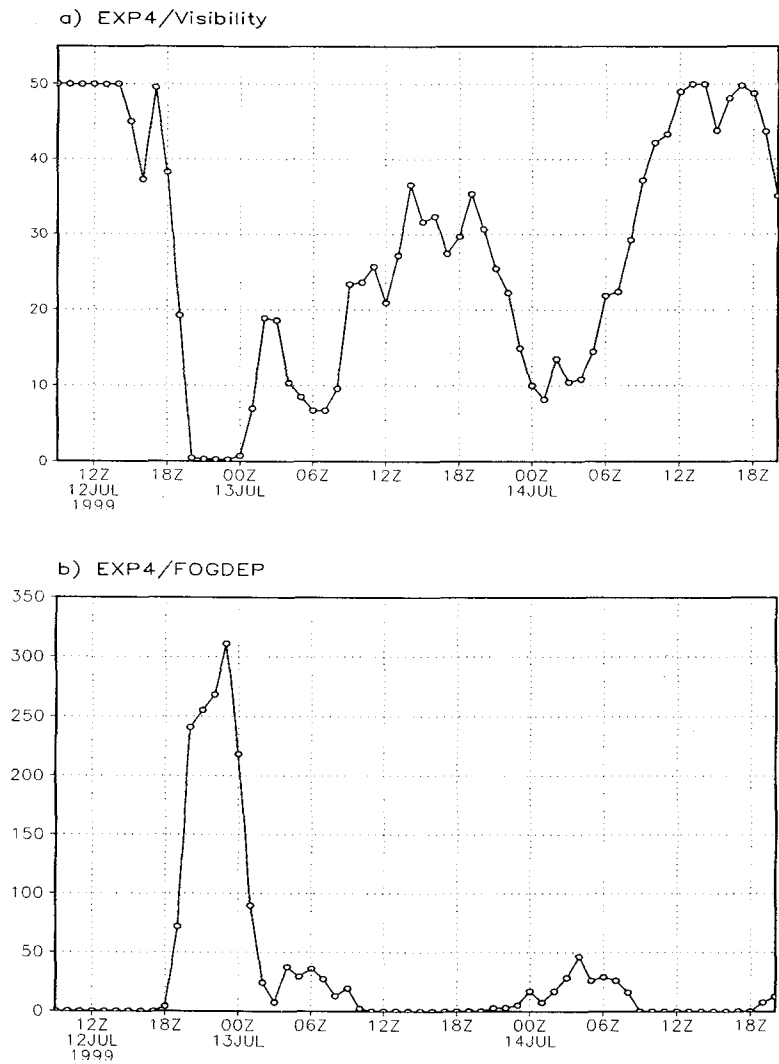 a) EXP4/Visibility
50
40
30
20
10
0
12Z 18Z 00Z 06Z 12Z 18Z 00Z 06Z 12Z 18Z
12JUL 13JUL 14JUL
1999
b) EXP4/FOGDEP
350
300
250
200
150
100
50
0
12Z 18Z 00Z 06Z 12Z 18Z 00Z 06Z 12Z 18Z
12JUL 13JUL 14JUL
1999